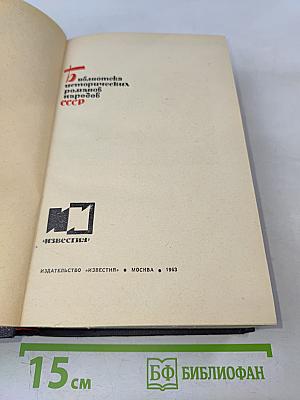 Библиотека
исторических
романов
народов
СССР
«ИЗВЕСТИЯ»
ИЗДАТЕЛЬСТВО «ИЗВЕСТИЯ» ● МОСКВА ● 1963
15 см
БФ БИБЛИОФАН